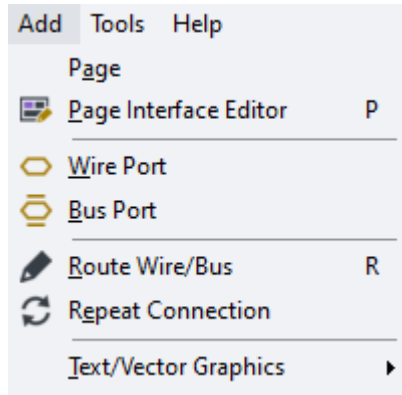 Add Tools Help
Page
Page Interface Editor P
Wire Port
Bus Port
Route Wire/Bus R
Repeat Connection
Text/Vector Graphics